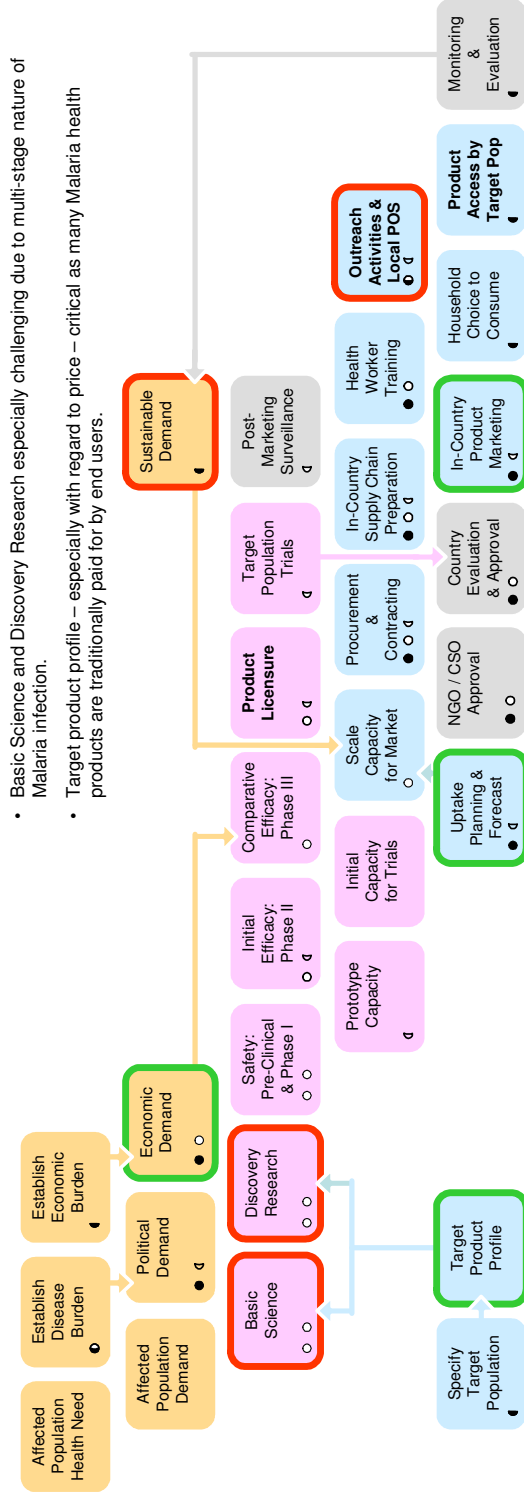 • Basic Science and Discovery Research especially challenging due to multi-stage nature of
Malaria infection.
• Target product profile – especially with regard to price – critical as many Malaria health
products are traditionally paid for by end users.
Affected
Population
Health Need
Establish
Disease
Burden
Establish
Economic
Burden
Affected
Population
Demand
Political
Demand
Economic
Demand
Sustainable
Demand
Basic
Science
Discovery
Research
Safety:
Pre-Clinical
& Phase I
Initial
Efficacy:
Phase II
Comparative
Efficacy:
Phase III
Product
Licensure
Target
Population
Trials
Post-
Marketing
Surveillance
Prototype
Capacity
Initial
Capacity
for Trials
Scale
Capacity
for Market
Procurement
&
Contracting
In-Country
Supply Chain
Preparation
Health
Worker
Training
Outreach
Activities &
Local POS
Specify
Target
Population
Target
Product
Profile
Uptake
Planning &
Forecast
NGO / CSO
Approval
Country
Evaluation
& Approval
In-Country
Product
Marketing
Household
Choice to
Consume
Product
Access by
Target Pop
Monitoring
&
Evaluation